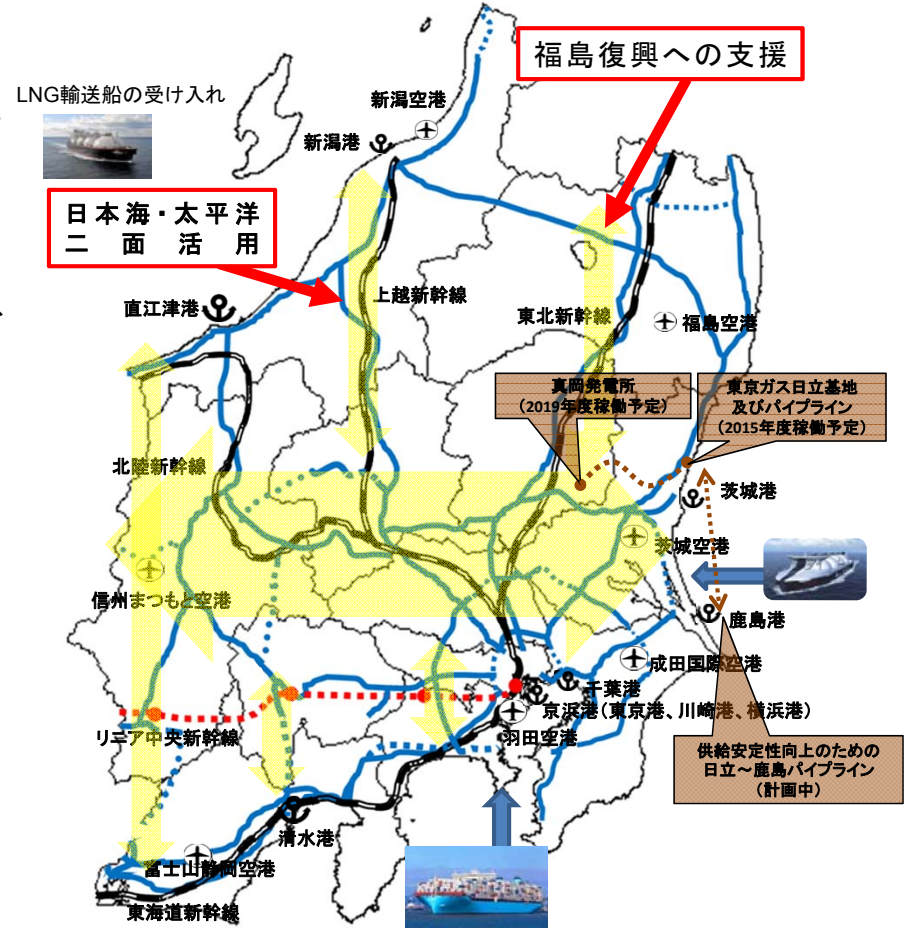 福島復興への支援
LNG輸送船の受け入れ
新潟空港
新潟港
日本海・太平洋
二面活用
直江津港
上越新幹線
東北新幹線
福島空港
真岡発電所
（2019年度稼働予定）
東京ガス日立基地
及びパイプライン
（2015年度稼働予定）
北陸新幹線
茨城港
茨城空港
信州まつもと空港
鹿島港
成田国際空港
千葉港
京浜港（東京港、川崎港、横浜港）
羽田空港
リニア中央新幹線
供給安定性向上のための
日立～鹿島パイプライン
（計画中）
清水港
富士山静岡空港
東海道新幹線